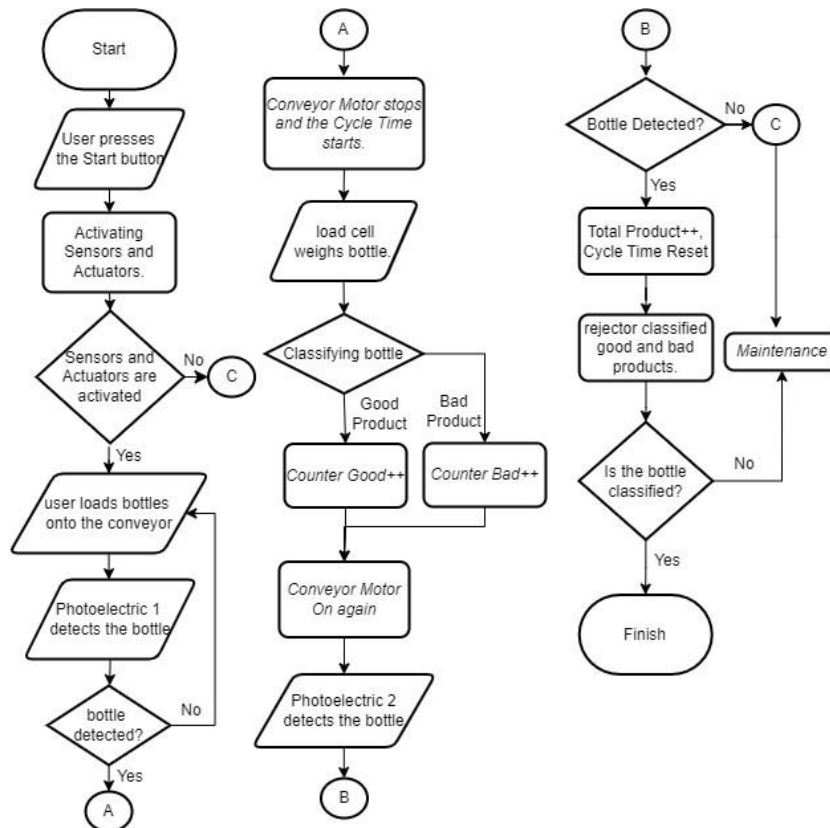 Start
User presses
the Start button
Activating
Sensors and
Actuators.
Sensors and
Actuators are
activated
No
C
Yes
user loads bottles
onto the conveyor
Photoelectric 1
detects the bottle
bottle
detected?
No
Yes
A
A
Conveyor Motor stops
and the Cycle Time
starts.
load cell
weighs bottle.
Classifying bottle
Good
Product
Bad
Product
Counter Good++
Counter Bad++
Conveyor Motor
On again
Photoelectric 2
detects the bottle
B
B
Bottle Detected?
No
C
Yes
Total Product++,
Cycle Time Reset
rejector classified
good and bad
products.
Maintenance
Is the bottle
classified?
No
Yes
Finish